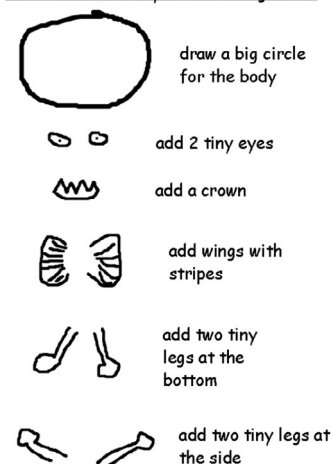 draw a big circle
for the body
add 2 tiny eyes
add a crown
add wings with
stripes
add two tiny
legs at the
bottom
add two tiny legs at
the side